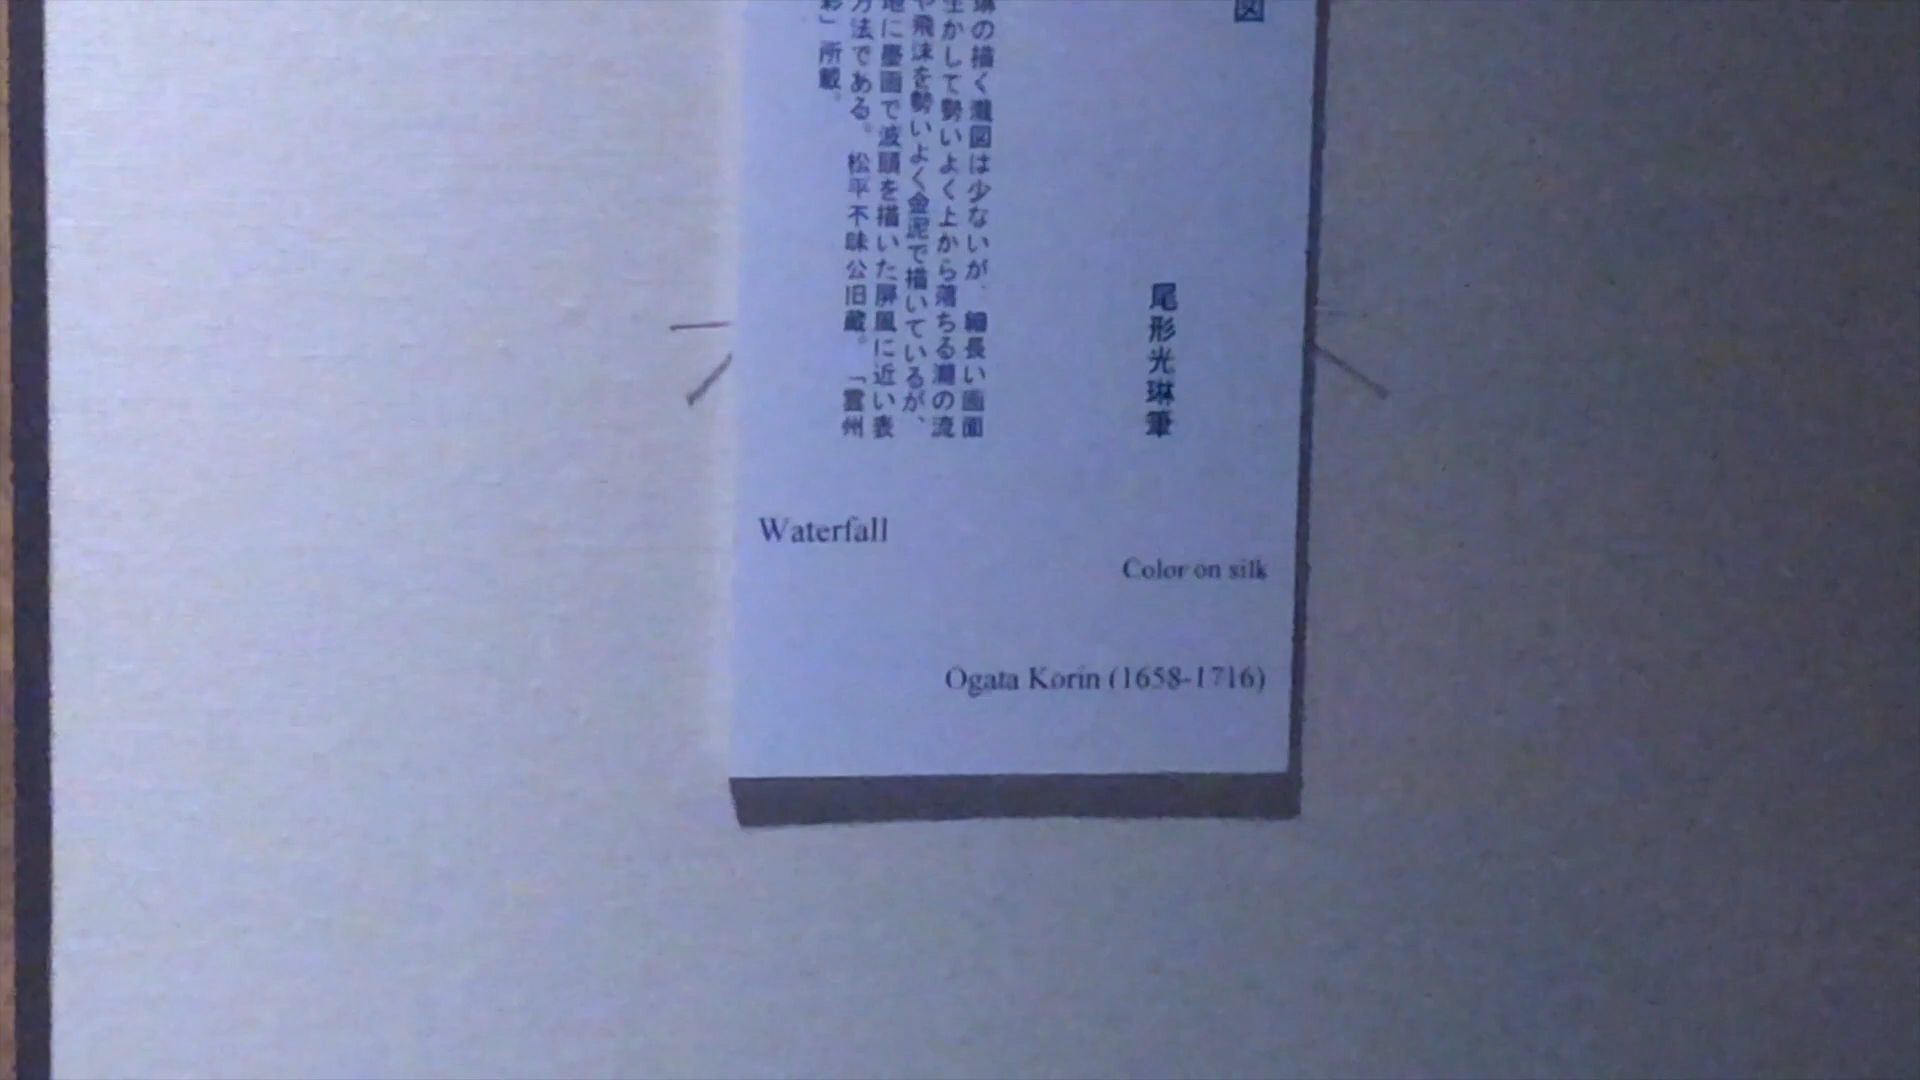 図
尾形光琳筆
琳の描く瀧図は少ないが、細長い画面
生かして勢いよく上から落ちる瀧の流
や飛沫を勢いよく金泥で描いているが、
地に墨画で波頭を描いた屏風に近い表
方法である。松平不昧公旧蔵。「雲州
彩」所載。
Waterfall
Color on silk
Ogata Korin (1658-1716)